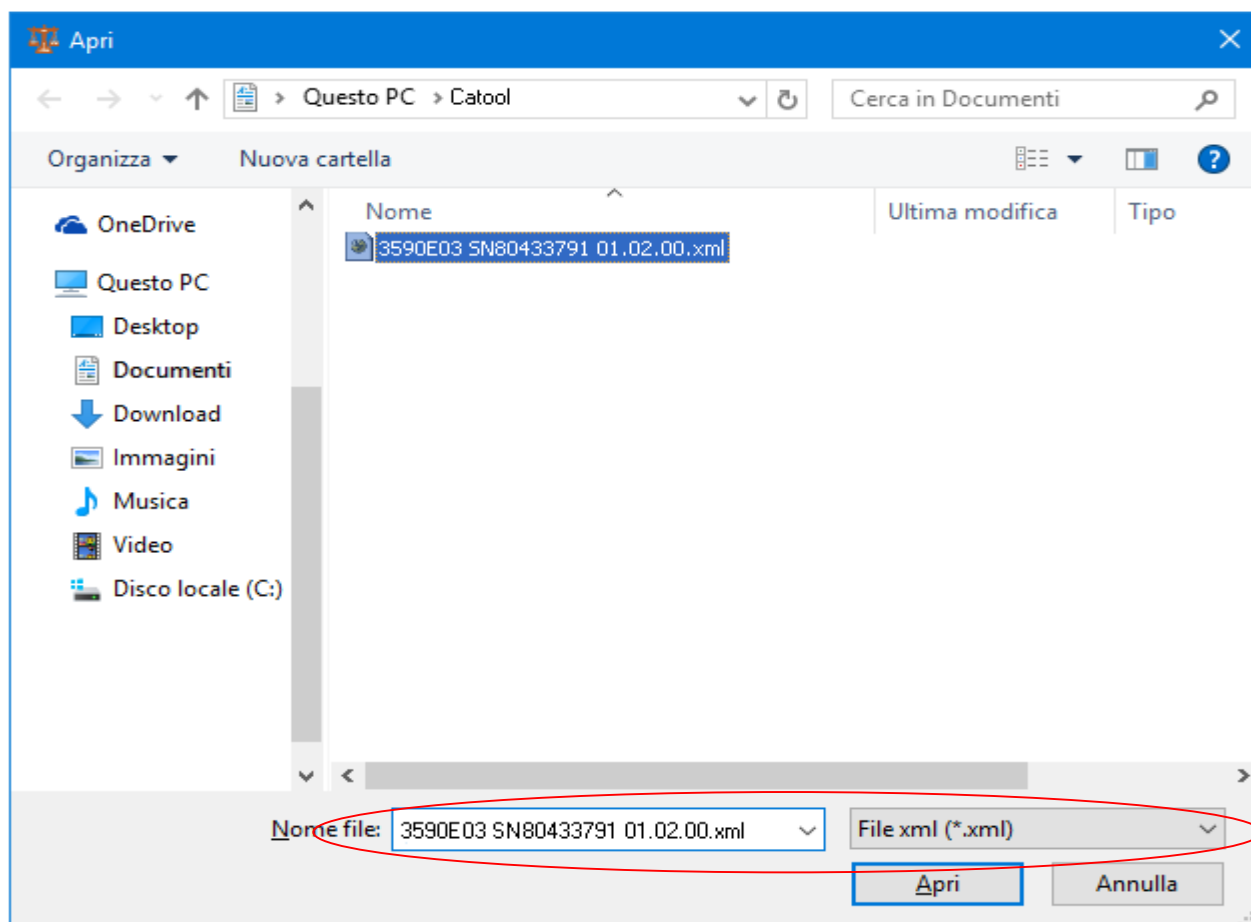 Apri
Questo PC > Catool
Cerca in Documenti
Organizza
Nuova cartella
?
OneDrive
Questo PC
Desktop
Documenti
Download
Immagini
Musica
Video
Disco locale (C:)
Nome
Ultima modifica
Tipo
3590E03 SN80433791 01.02.00.xml
Nome file: 3590E03 SN80433791 01.02.00.xml
File xml (*.xml)
Apri
Annulla